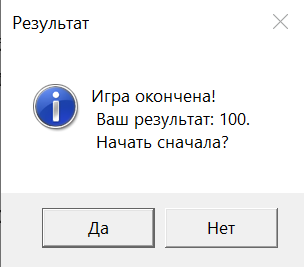 Результат
Игра окончена!
Ваш результат: 100.
Начать сначала?
Да
Нет